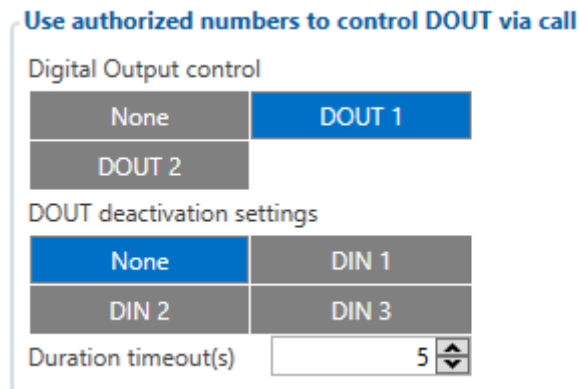 Use authorized numbers to control DOUT via call
Digital Output control
None DOUT 1
DOUT 2
DOUT deactivation settings
None DIN 1
DIN 2 DIN 3
Duration timeout(s) 5